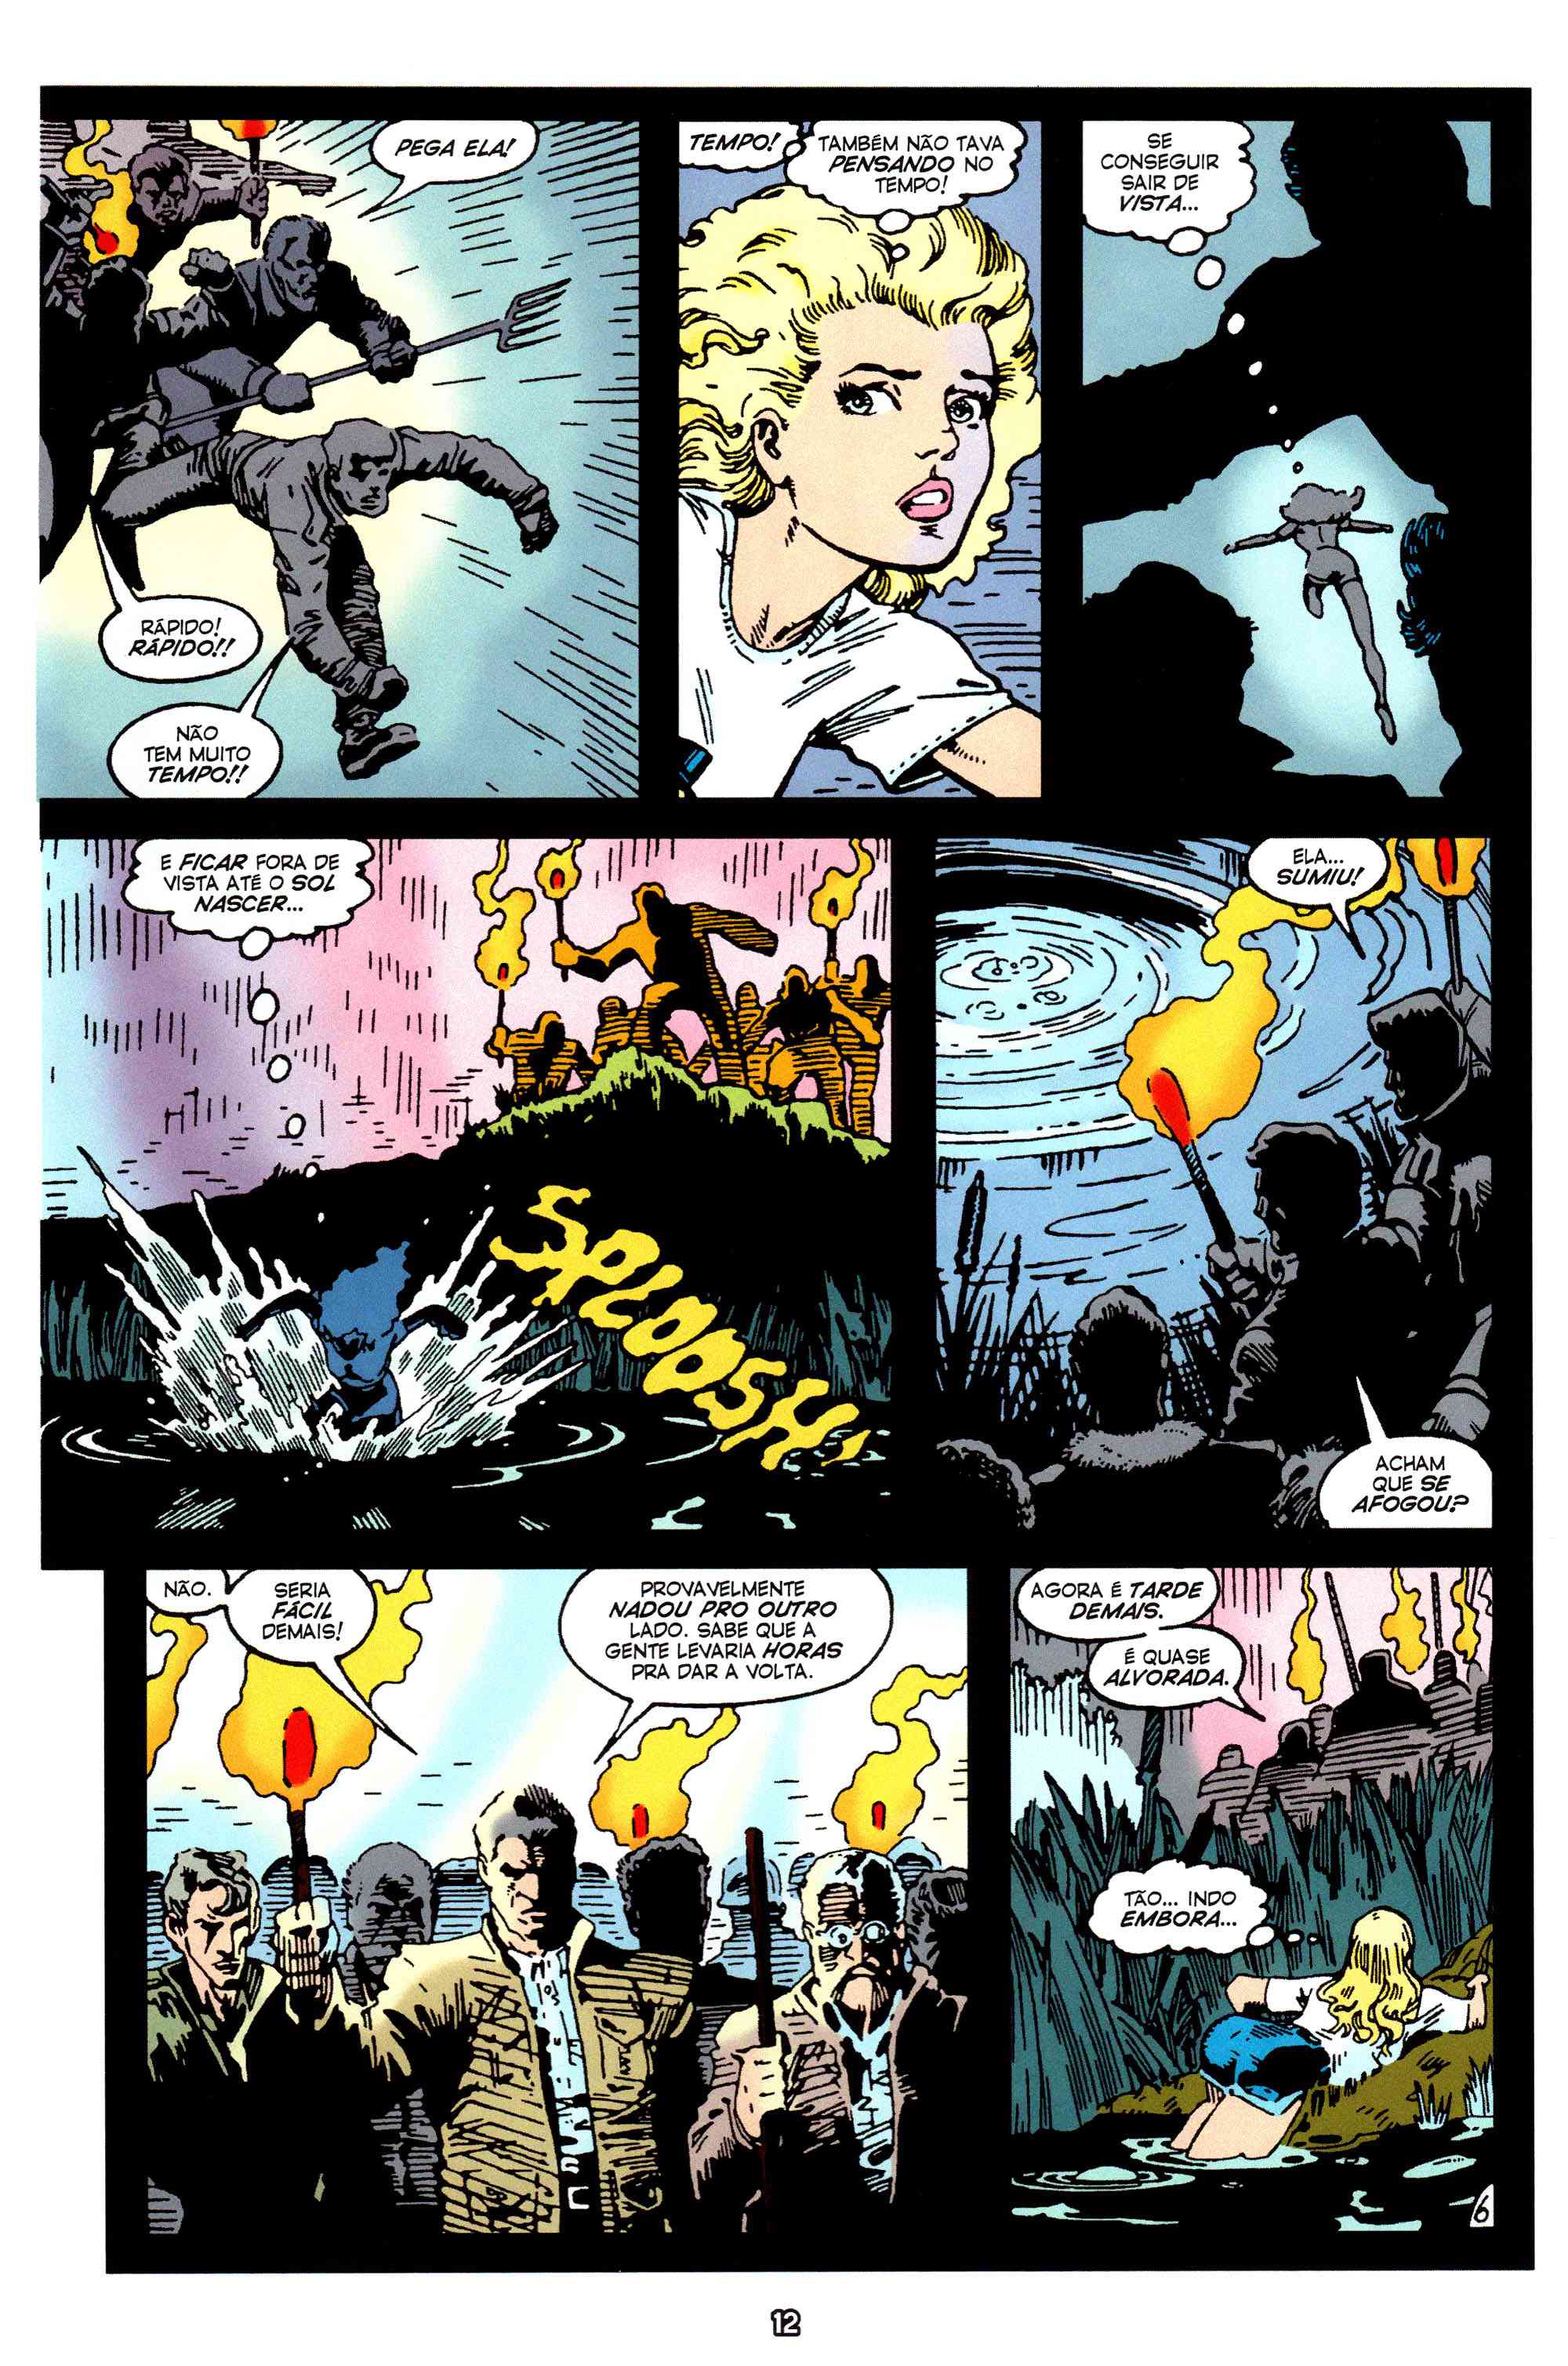 PEGA ELA!
RÁPIDO!
RÁPIDO!!
NÃO
TEM MUITO
TEMPO!!
TEMPO!
TAMBÉM NÃO TAVA
PENSANDO NO
TEMPO!
SE
CONSEGUIR
SAIR DE
VISTA...
E FICAR FORA DE
VISTA ATÉ O SOL
NASCER...
SPLOOSH!
ELA...
SUMIU!
ACHAM
QUE SE
AFOGOU?
NÃO.
SERIA
FÁCIL
DEMAIS!
PROVAVELMENTE
NADOU PRO OUTRO
LADO. SABE QUE A
GENTE LEVARIA HORAS
PRA DAR A VOLTA.
AGORA É TARDE
DEMAIS.
É QUASE
ALVORADA.
TÃO... INDO
EMBORA...
6
12